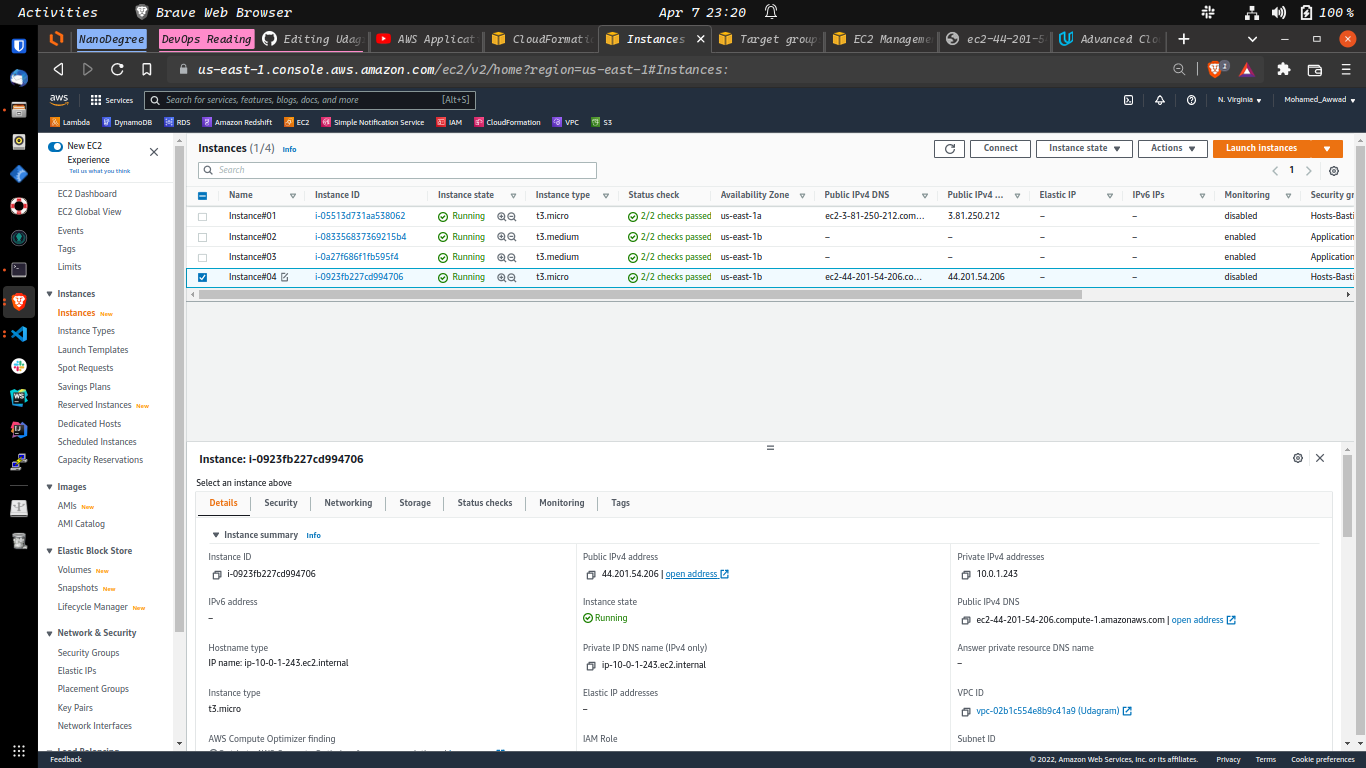 Activities Brave Web Browser Apr 7 23:20 100 %
NanoDegree DevOps Reading Editing Udag AWS Applicat CloudFormati Instances Target group EC2 Manageme ec2-44-201-5 Advanced Clo
us-east-1.console.aws.amazon.com/ec2/v2/home?region=us-east-1#Instances:
aws Services Search for services, features, blogs, docs, and more [Alt+S] N. Virginia Mohamed_Awwad
Lambda DynamoDB RDS Amazon Redshift EC2 Simple Notification Service IAM CloudFormation VPC S3
New EC2 Experience
Tell us what you think
EC2 Dashboard
EC2 Global View
Events
Tags
Limits
Instances
Instances New
Instance Types
Launch Templates
Spot Requests
Savings Plans
Reserved Instances New
Dedicated Hosts
Scheduled Instances
Capacity Reservations
Images
AMIs New
AMI Catalog
Elastic Block Store
Volumes New
Snapshots New
Lifecycle Manager New
Network & Security
Security Groups
Elastic IPs
Placement Groups
Key Pairs
Network Interfaces
Instances (1/4) Info Connect Instance state Actions Launch instances
Search 1
Name Instance ID Instance state Instance type Status check Availability Zone Public IPv4 DNS Public IPv4 ... Elastic IP IPv6 IPs Monitoring Security gr
Instance#01 i-05513d731aa538062 Running t3.micro 2/2 checks passed us-east-1a ec2-3-81-250-212.com... 3.81.250.212 – – disabled Hosts-Basti
Instance#02 i-083356837369215b4 Running t3.medium 2/2 checks passed us-east-1b – – – – enabled Application
Instance#03 i-0a27f686f1fb595f4 Running t3.medium 2/2 checks passed us-east-1b – – – – enabled Application
Instance#04 i-0923fb227cd994706 Running t3.micro 2/2 checks passed us-east-1b ec2-44-201-54-206.co... 44.201.54.206 – – disabled Hosts-Basti
Instance: i-0923fb227cd994706
Select an instance above
Details Security Networking Storage Status checks Monitoring Tags
Instance summary Info
Instance ID Public IPv4 address Private IPv4 addresses
i-0923fb227cd994706 44.201.54.206 | open address 10.0.1.243
IPv6 address Instance state Public IPv4 DNS
– Running ec2-44-201-54-206.compute-1.amazonaws.com | open address
Hostname type Private IP DNS name (IPv4 only) Answer private resource DNS name
IP name: ip-10-0-1-243.ec2.internal ip-10-0-1-243.ec2.internal –
Instance type Elastic IP addresses VPC ID
t3.micro – vpc-02b1c554e8b9c41a9 (Udagram)
AWS Compute Optimizer finding IAM Role Subnet ID
Feedback © 2022, Amazon Web Services, Inc. or its affiliates. Privacy Terms Cookie preferences